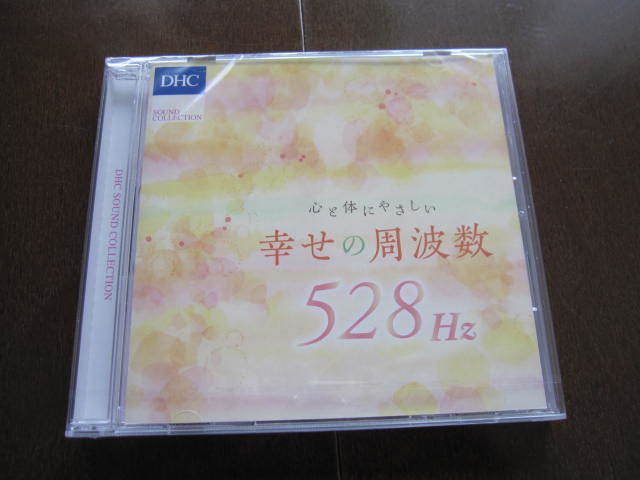 DHC
SOUND
COLLECTION
DHC SOUND COLLECTION
心と体にやさしい
幸せの周波数
528Hz